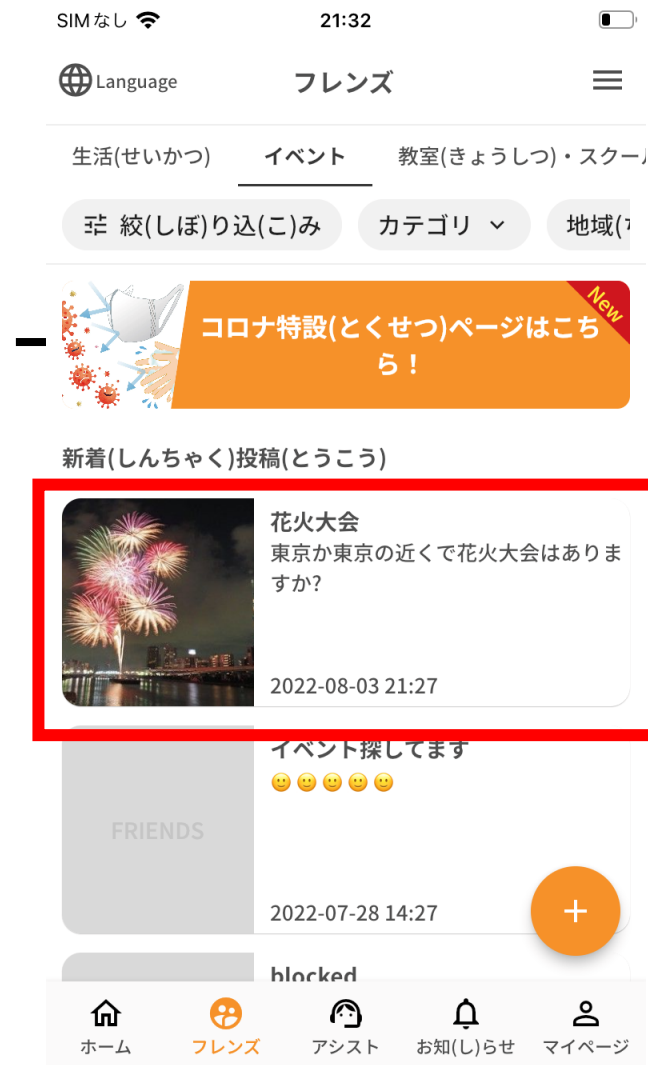 SIMなし
21:32
Language
フレンズ
生活(せいかつ)
イベント
教室(きょうしつ)・スクール
絞(しぼ)り込(こ)み
カテゴリ
地域(
New
コロナ特設(とくせつ)ページはこち
ら！
新着(しんちゃく)投稿(とうこう)
花火大会
東京か東京の近くで花火大会はありま
すか?
2022-08-03 21:27
イベント探してます
🙂🙂🙂🙂🙂
FRIENDS
2022-07-28 14:27
+
blocked
ホーム
フレンズ
アシスト
お知(し)らせ
マイページ